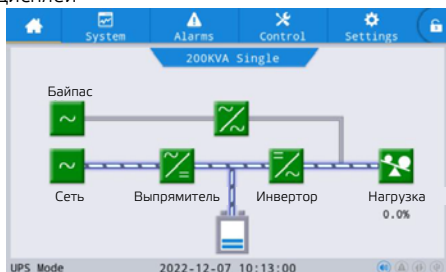 дисплей
System Alarms Control Settings
200KVA Single
Байпас
Сеть Выпрямитель Инвертор Нагрузка
0.0%
UPS Mode 2022-12-07 10:13:00